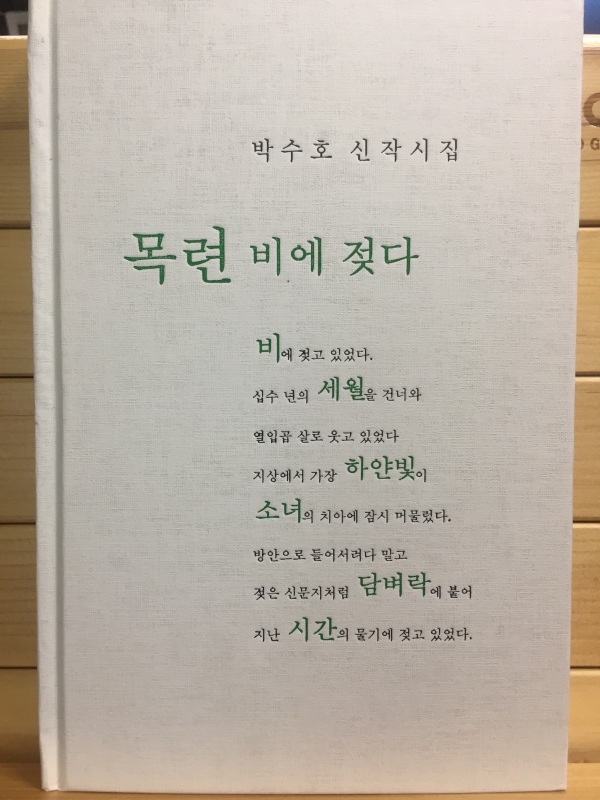 박수호 신작시집
목련 비에 젖다
비에 젖고 있었다.
십수 년의 세월을 건너와
열입곱 살로 웃고 있었다
지상에서 가장 하얀빛이
소녀의 치아에 잠시 머물렀다.
방안으로 들어서려다 말고
젖은 신문지처럼 담벼락에 붙어
지난 시간의 물기에 젖고 있었다.